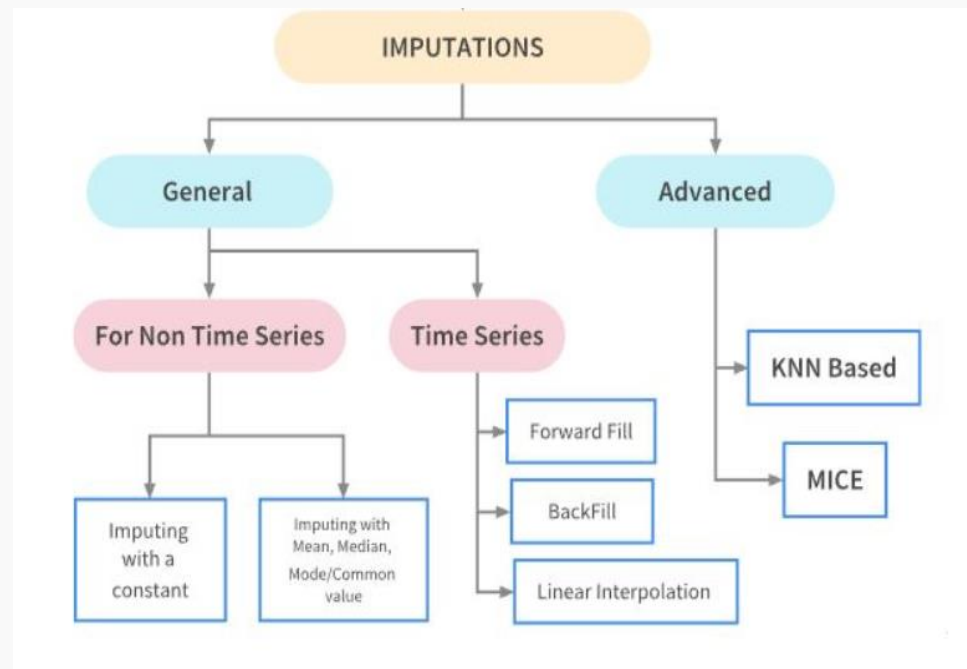 IMPUTATIONS
General
Advanced
For Non Time Series
Time Series
KNN Based
Forward Fill
MICE
BackFill
Imputing
with a
constant
Imputing with
Mean, Median,
Mode/Common
value
Linear Interpolation